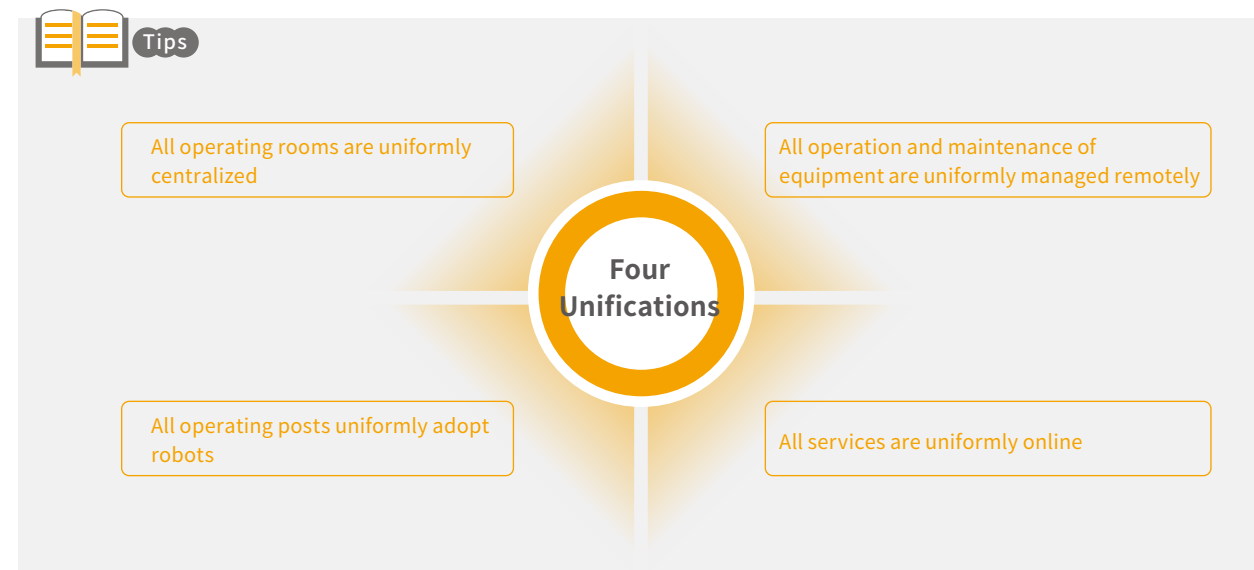 Tips
All operating rooms are uniformly
centralized
All operation and maintenance of
equipment are uniformly managed remotely
Four
Unifications
All operating posts uniformly adopt
robots
All services are uniformly online